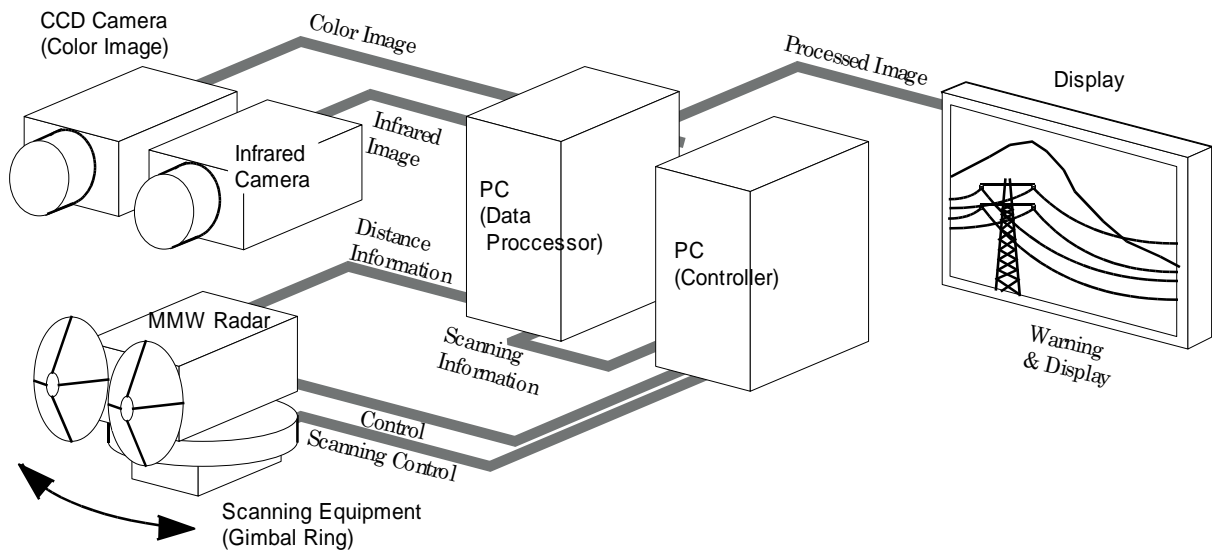 CCD Camera
(Color Image)
Color Image
Processed Image
Display
Infrared
Image
Infrared
Camera
PC
(Data
Proccessor)
PC
(Controller)
Distance
Information
MMW Radar
Scanning
Information
Warning
& Display
Control
Scanning Control
Scanning Equipment
(Gimbal Ring)